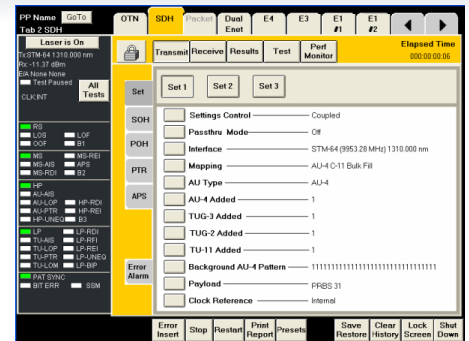 PP Name GoTo
Tab 2 SDH
OTN SDH Packet Dual Enet E4 E3 E1 #1 E1 #2
Laser is On
Tx:STM-64 1310.000 nm
Rx -11.37 dBm
E/A None None
Test Paused
CLK:INT
All Tests
Transmit Receive Results Test Perf Monitor
Elapsed Time
000:00:00:06
RS
LOS LOF
OOF B1
MS MS-REI
MS-AIS APS
MS-RDI B2
HP
AU-AIS
AU-LOP HP-RDI
AU-PTR HP-REI
HP-UNEQ B3
LP LP-RDI
TU-AIS LP-RFI
TU-LOP LP-REI
TU-PTR LP-UNEQ
TU-LOM LP-BIP
PAT SYNC
BIT ERR SSM
Set
SOH
POH
PTR
APS
Error Alarm
Set 1 Set 2 Set 3
Settings Control Coupled
Passthru Mode Off
Interface STM-64 (9953.28 MHz) 1310.000 nm
Mapping AU-4 C-11 Bulk Fill
AU Type AU-4
AU-4 Added 1
TUG-3 Added 1
TUG-2 Added 1
TU-11 Added 1
Background AU-4 Pattern 11111111111111111111111111111111
Payload PRBS 31
Clock Reference Internal
Error Insert Stop Restart Print Report Presets Save Restore Clear History Lock Screen Shut Down